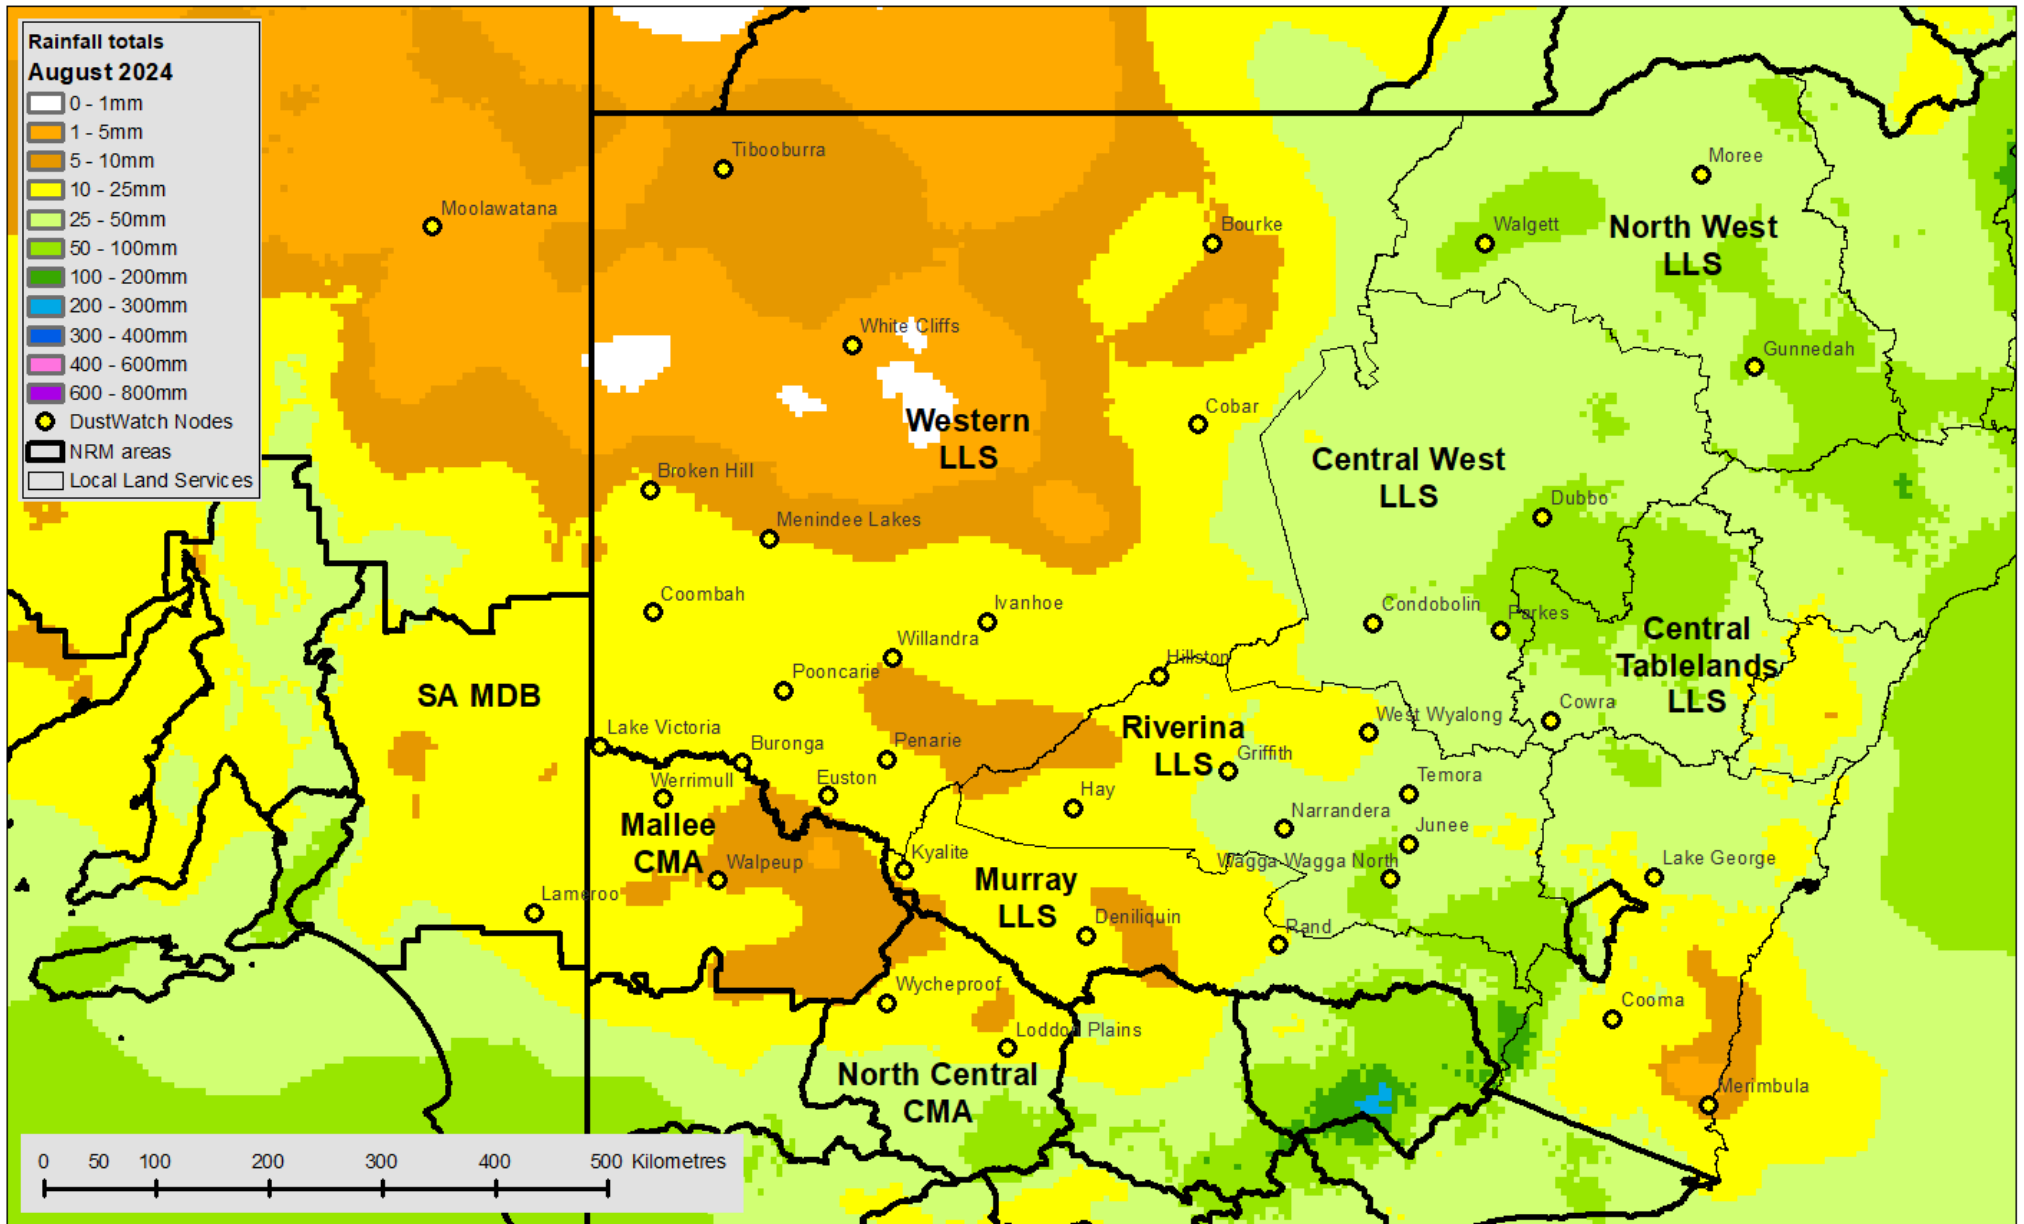 Rainfall totals
August 2024
0 - 1mm
1 - 5mm
5 - 10mm
10 - 25mm
25 - 50mm
50 - 100mm
100 - 200mm
200 - 300mm
300 - 400mm
400 - 600mm
600 - 800mm
DustWatch Nodes
NRM areas
Local Land Services
Tibooburra
Moolawatana
Moree
Bourke
Walgett
North West
LLS
White Cliffs
Gunnedah
Western
LLS
Cobar
Broken Hill
Central West
LLS
Menindee Lakes
Dubbo
Coombah
Ivanhoe
Condobolin
Parkes
Willandra
Central
Tablelands
LLS
Hillston
Pooncarie
SA MDB
Cowra
Lake Victoria
Buronga
Penarie
Riverina
LLS
West Wyalong
Griffith
Werrimull
Euston
Hay
Temora
Mallee
CMA
Narrandera
Junee
Walpeup
Kyalite
Wagga Wagga North
Lake George
Murray
LLS
Lameroo
Deniliquin
Rand
Wycheproof
Cooma
Loddon Plains
North Central
CMA
Merimbula
0 50 100 200 300 400 500 Kilometres